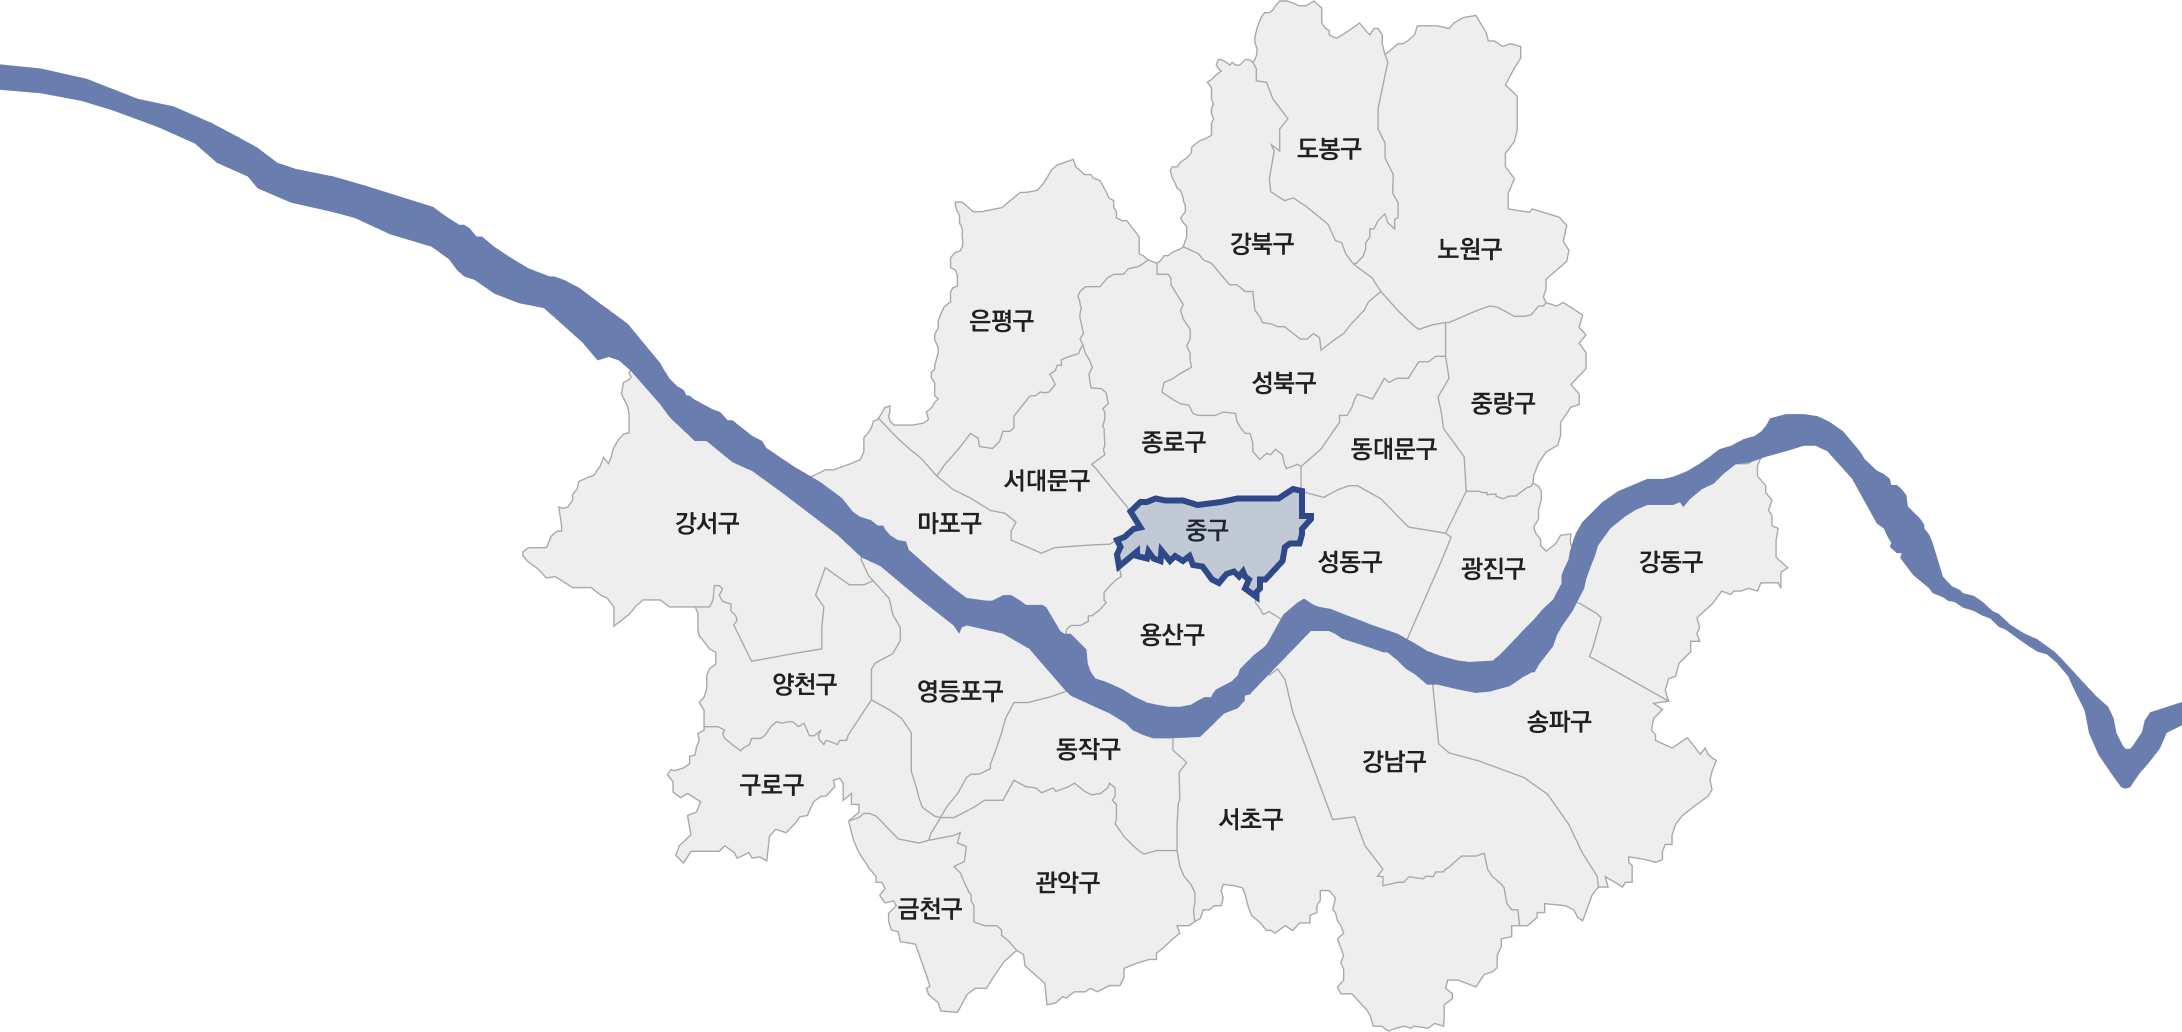 도봉구
강북구
노원구
은평구
성북구
중랑구
종로구
동대문구
서대문구
강서구
마포구
중구
성동구
광진구
강동구
용산구
양천구
영등포구
송파구
동작구
강남구
구로구
서초구
관악구
금천구